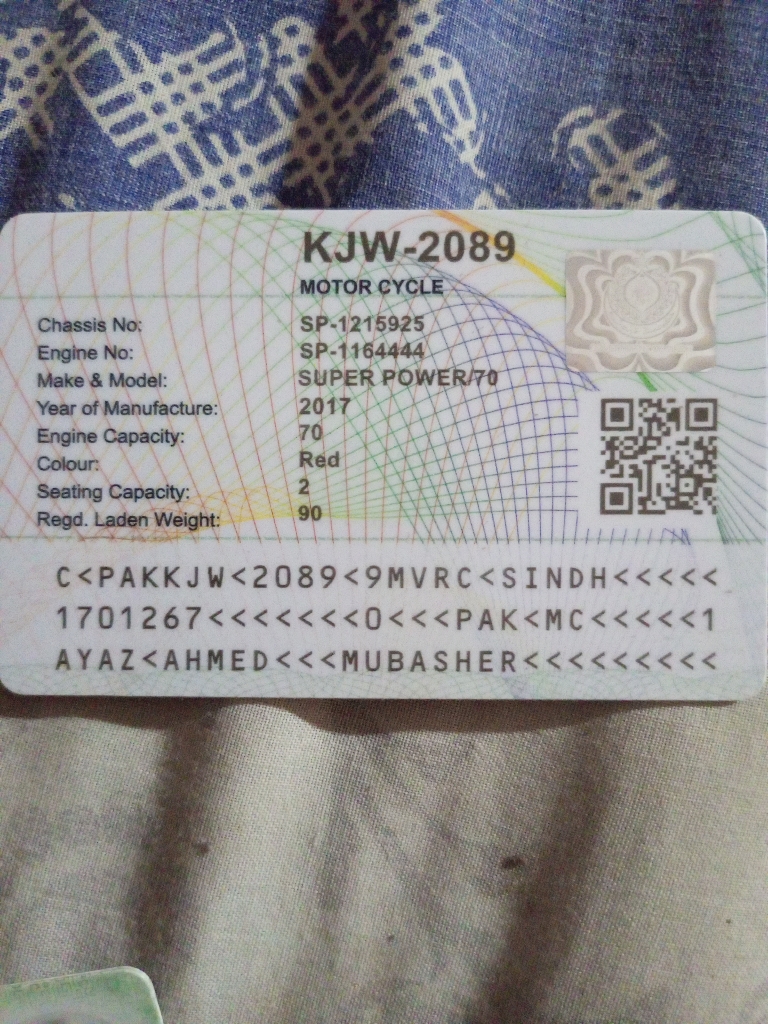 KJW-2089
MOTOR CYCLE
Chassis No: SP-1215925
Engine No: SP-1164444
Make & Model: SUPER POWER/70
Year of Manufacture: 2017
Engine Capacity: 70
Colour: Red
Seating Capacity: 2
Regd. Laden Weight: 90
C<PAKKJW<2089<9MVRC<SINDH<<<<<
1701267<<<<<<<<0<<<PAK<MC<<<<<1
AYAZ<AHMED<<<MUBASHER<<<<<<<<<